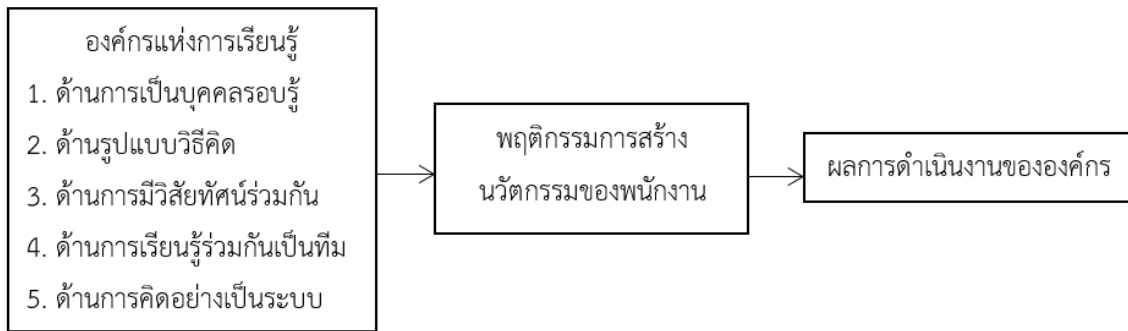 องค์กรแห่งการเรียนรู้
1. ด้านการเป็นบุคคลรอบรู้
2. ด้านรูปแบบวิธีคิด
3. ด้านการมีวิสัยทัศน์ร่วมกัน
4. ด้านการเรียนรู้ร่วมกันเป็นทีม
5. ด้านการคิดอย่างเป็นระบบ
พฤติกรรมการสร้าง
นวัตกรรมของพนักงาน
ผลการดำเนินงานขององค์กร